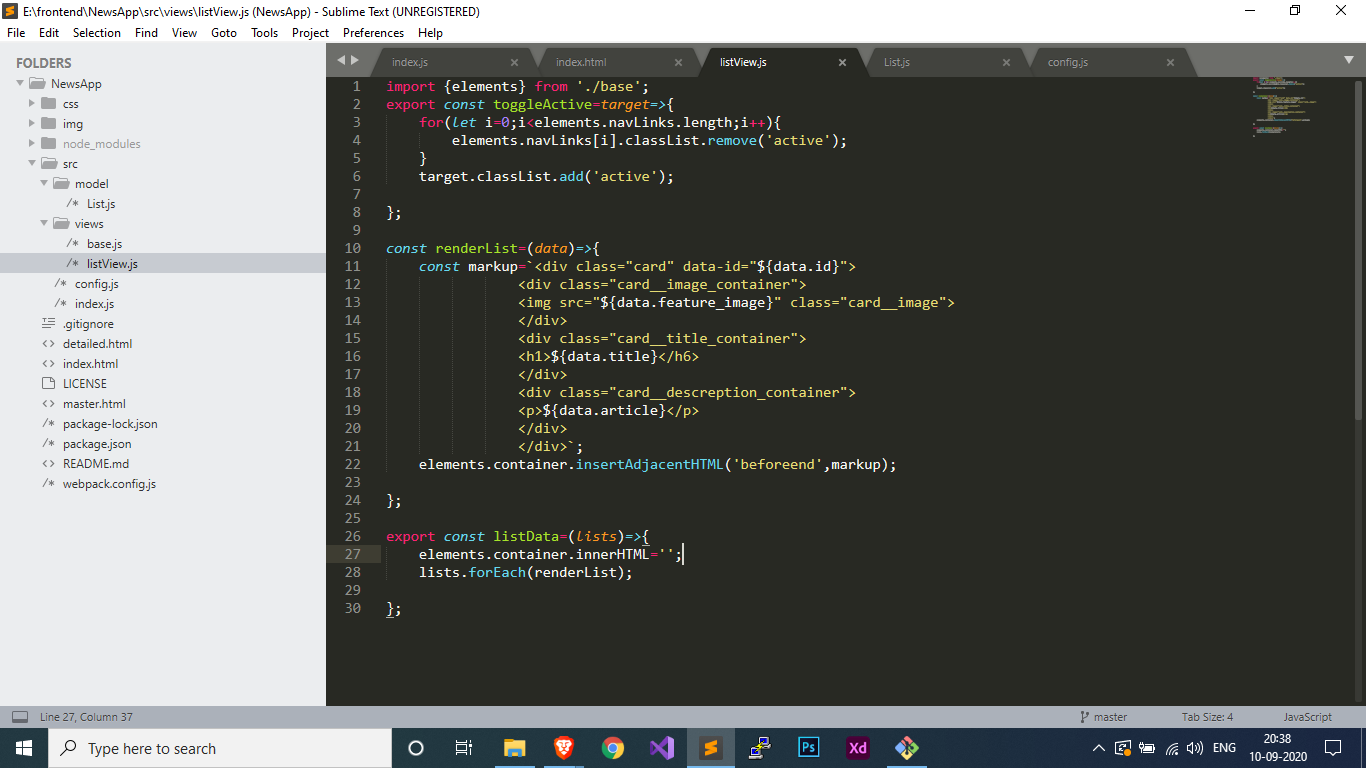 E:\frontend\NewsApp\src\views\listView.js (NewsApp) - Sublime Text (UNREGISTERED)
File Edit Selection Find View Goto Tools Project Preferences Help
FOLDERS
NewsApp
css
img
node_modules
src
model
/* List.js
views
/* base.js
/* listView.js
/* config.js
/* index.js
.gitignore
<> detailed.html
<> index.html
LICENSE
<> master.html
/* package-lock.json
/* package.json
<> README.md
/* webpack.config.js
index.js × index.html × listView.js × List.js × config.js ×
1 import {elements} from './base';
2 export const toggleActive=target=>{
3 for(let i=0;i<elements.navLinks.length;i++){
4 elements.navLinks[i].classList.remove('active');
5 }
6 target.classList.add('active');
7
8 };
9
10 const renderList=(data)=>{
11 const markup=`<div class="card" data-id="${data.id}">
12 <div class="card__image_container">
13 <img src="${data.feature_image}" class="card__image">
14 </div>
15 <div class="card__title_container">
16 <h1>${data.title}</h6>
17 </div>
18 <div class="card__descreption_container">
19 <p>${data.article}</p>
20 </div>
21 </div>`;
22 elements.container.insertAdjacentHTML('beforeend',markup);
23
24 };
25
26 export const listData=(lists)=>{
27 elements.container.innerHTML='';
28 lists.forEach(renderList);
29
30 };
Line 27, Column 37 master Tab Size: 4 JavaScript
Type here to search
Ps
Xd
ENG
20:38
10-09-2020